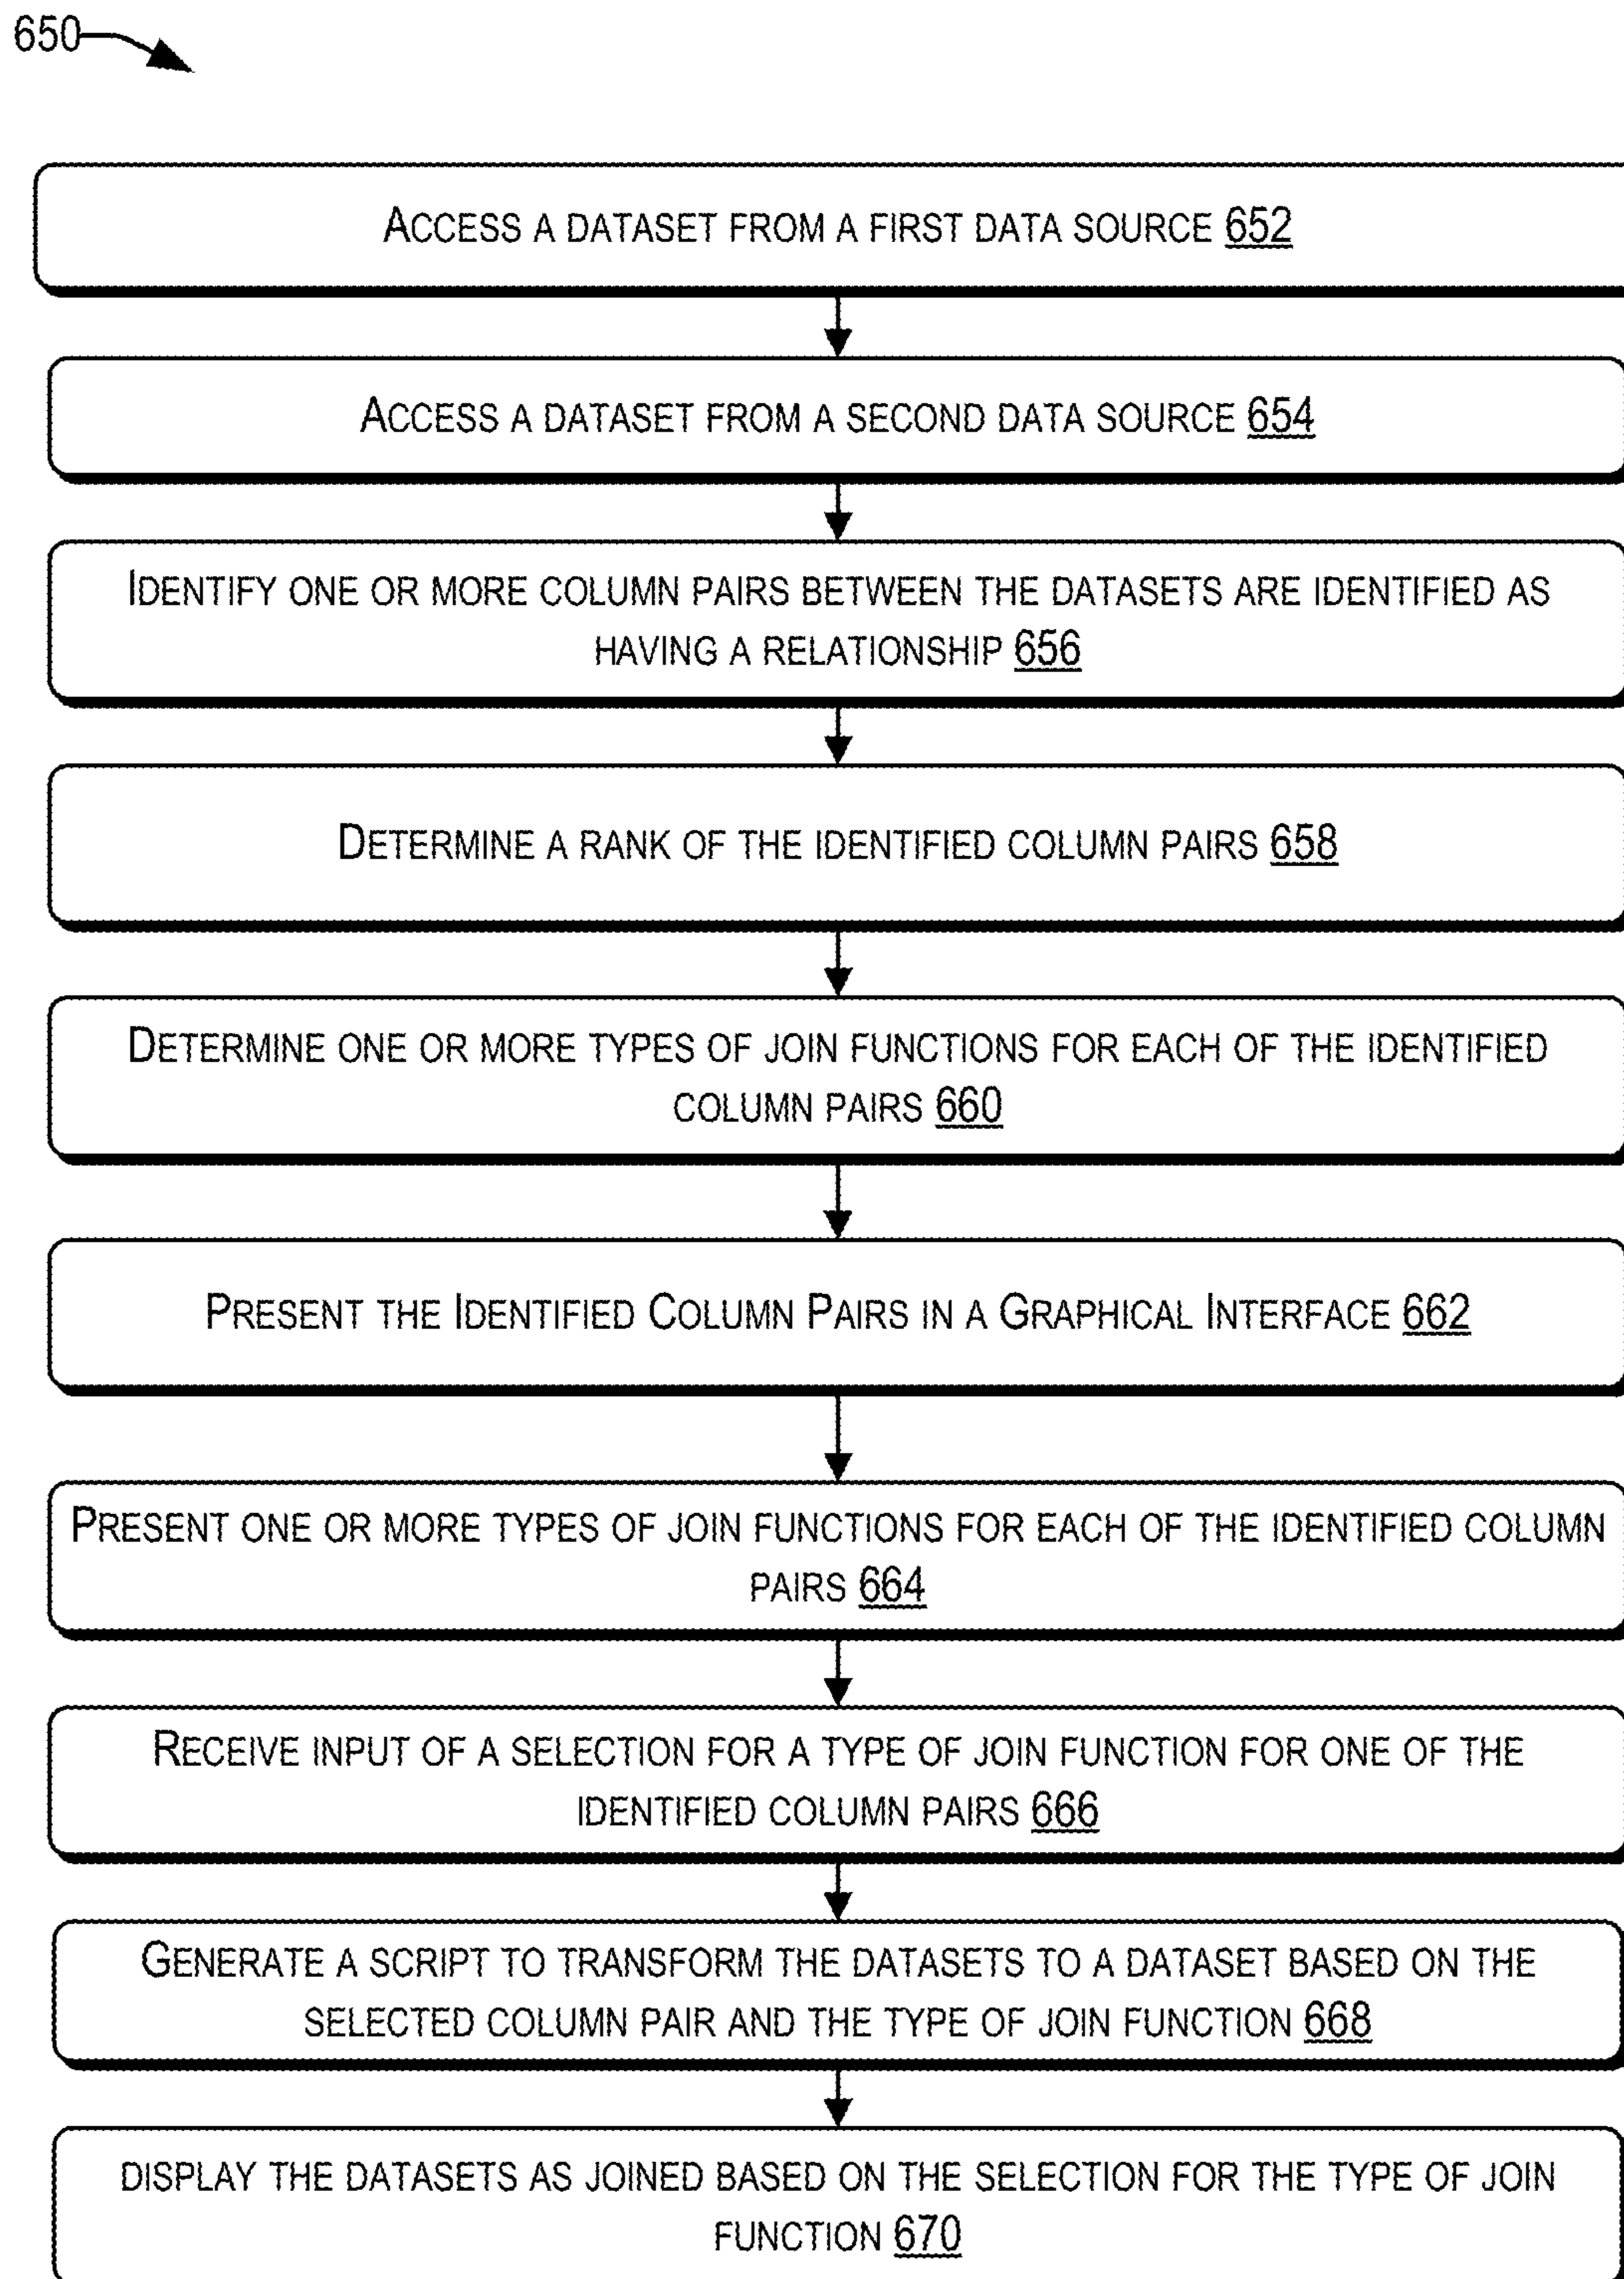 650
ACCESS A DATASET FROM A FIRST DATA SOURCE 652
ACCESS A DATASET FROM A SECOND DATA SOURCE 654
IDENTIFY ONE OR MORE COLUMN PAIRS BETWEEN THE DATASETS ARE IDENTIFIED AS
HAVING A RELATIONSHIP 656
DETERMINE A RANK OF THE IDENTIFIED COLUMN PAIRS 658
DETERMINE ONE OR MORE TYPES OF JOIN FUNCTIONS FOR EACH OF THE IDENTIFIED
COLUMN PAIRS 660
PRESENT THE IDENTIFIED COLUMN PAIRS IN A GRAPHICAL INTERFACE 662
PRESENT ONE OR MORE TYPES OF JOIN FUNCTIONS FOR EACH OF THE IDENTIFIED COLUMN
PAIRS 664
RECEIVE INPUT OF A SELECTION FOR A TYPE OF JOIN FUNCTION FOR ONE OF THE
IDENTIFIED COLUMN PAIRS 666
GENERATE A SCRIPT TO TRANSFORM THE DATASETS TO A DATASET BASED ON THE
SELECTED COLUMN PAIR AND THE TYPE OF JOIN FUNCTION 668
DISPLAY THE DATASETS AS JOINED BASED ON THE SELECTION FOR THE TYPE OF JOIN
FUNCTION 670